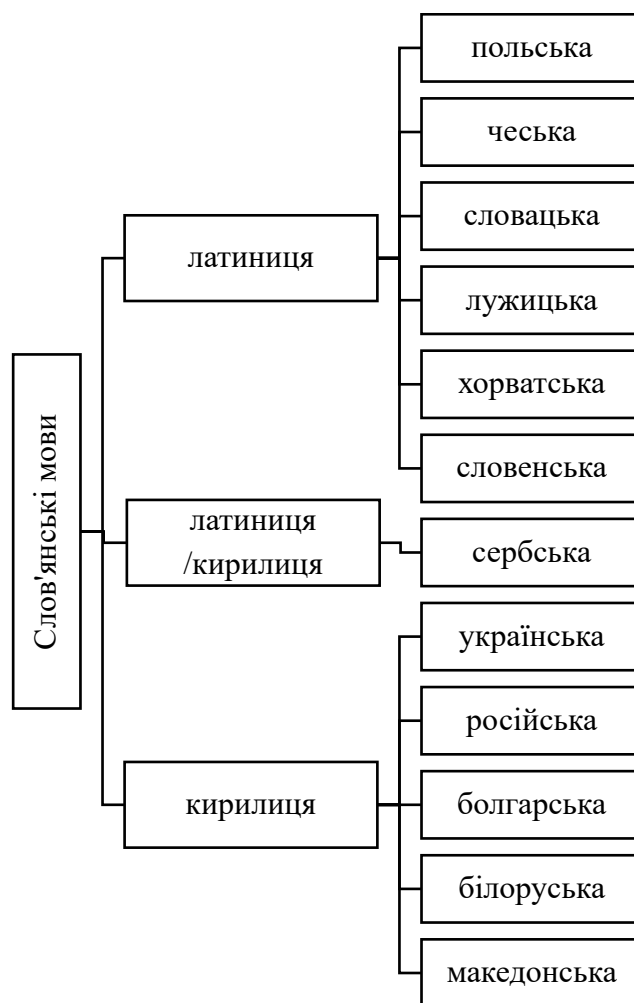 Слов'янські мови
латиниця
польська
чеська
словацька
лужицька
хорватська
словенська
латиниця
/кирилиця
сербська
кирилиця
українська
російська
болгарська
білоруська
македонська